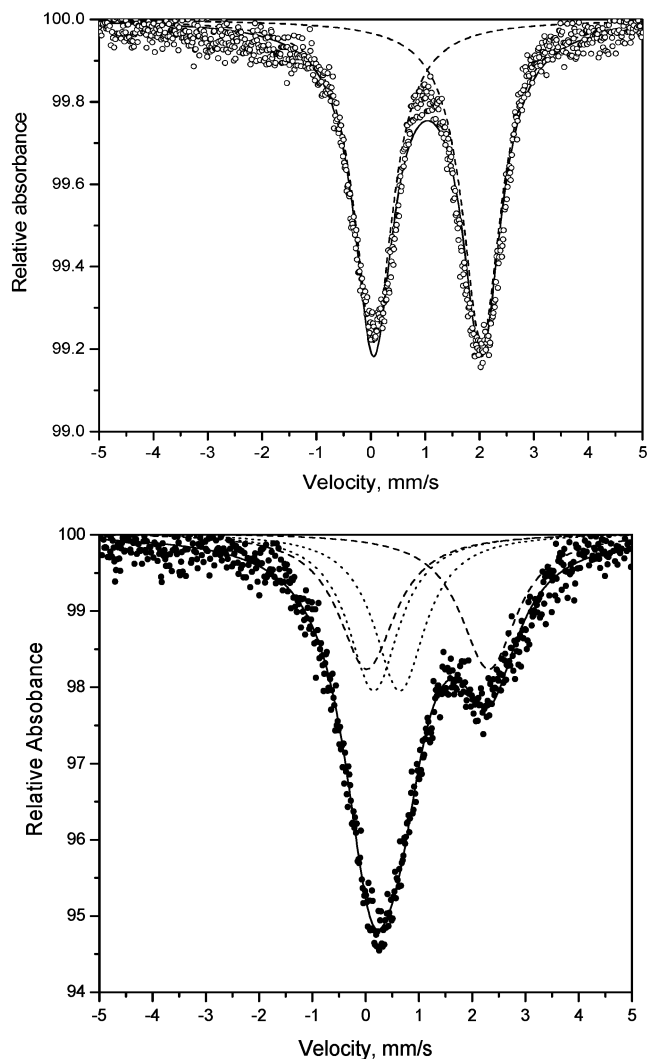 100.0
99.8
99.6
99.4
99.2
99.0
Relative absorbance
-5 -4 -3 -2 -1 0 1 2 3 4 5
Velocity, mm/s
100
99
98
97
96
95
94
Relative Absobance
-5 -4 -3 -2 -1 0 1 2 3 4 5
Velocity, mm/s